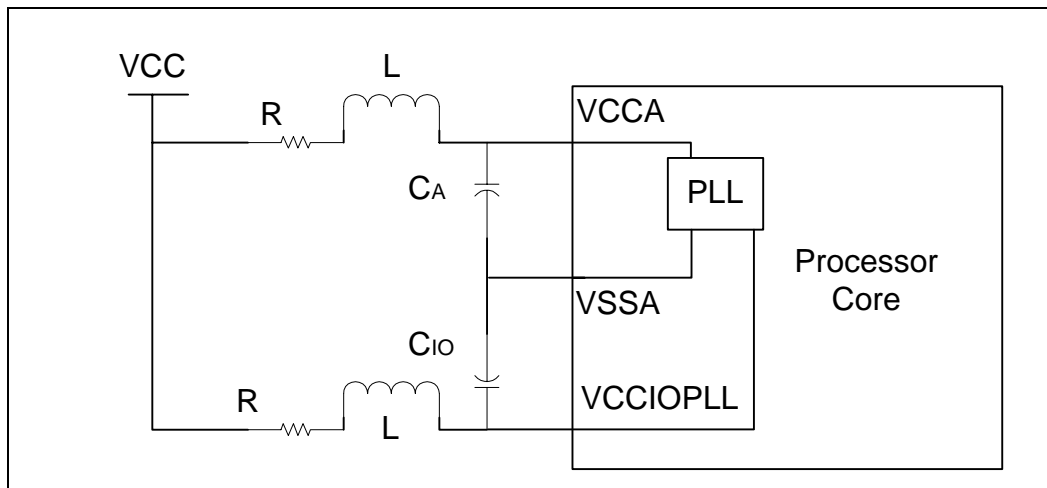 VCC
L
R
VCCA
CA
PLL
Processor
Core
VSSA
CIO
VCCIOPLL
R
L